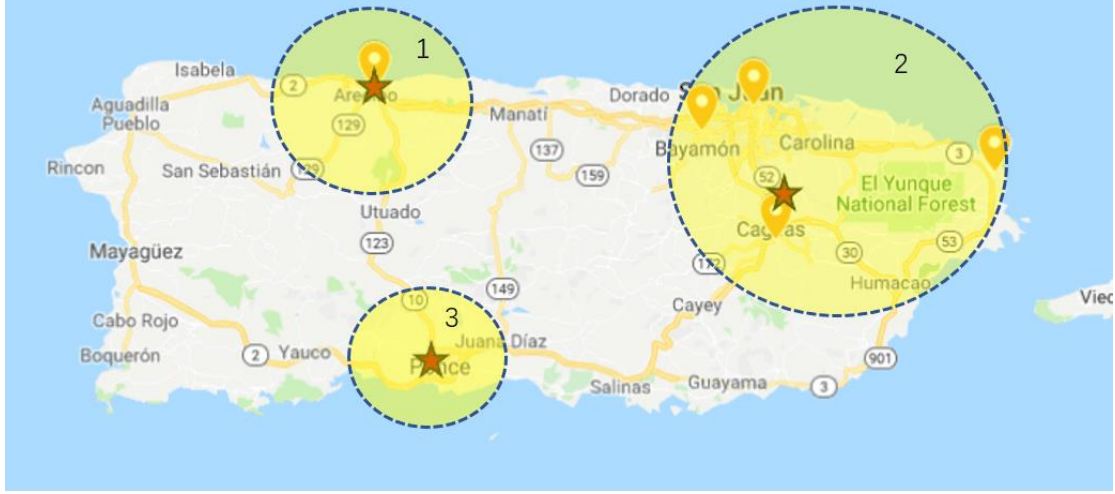 1
2
3
Isabela
2
Arecibo
Dorado
San Juan
Aguadilla
Pueblo
Manatí
129
Bayamón
Carolina
3
137
Rincon
San Sebastián
129
159
52
El Yunque
National Forest
Utuado
Caguas
Mayagüez
123
172
30
53
149
Humacao
10
Cayey
Vied
Cabo Rojo
Juana Díaz
Boquerón
2
Yauco
Ponce
901
Salinas
Guayama
3